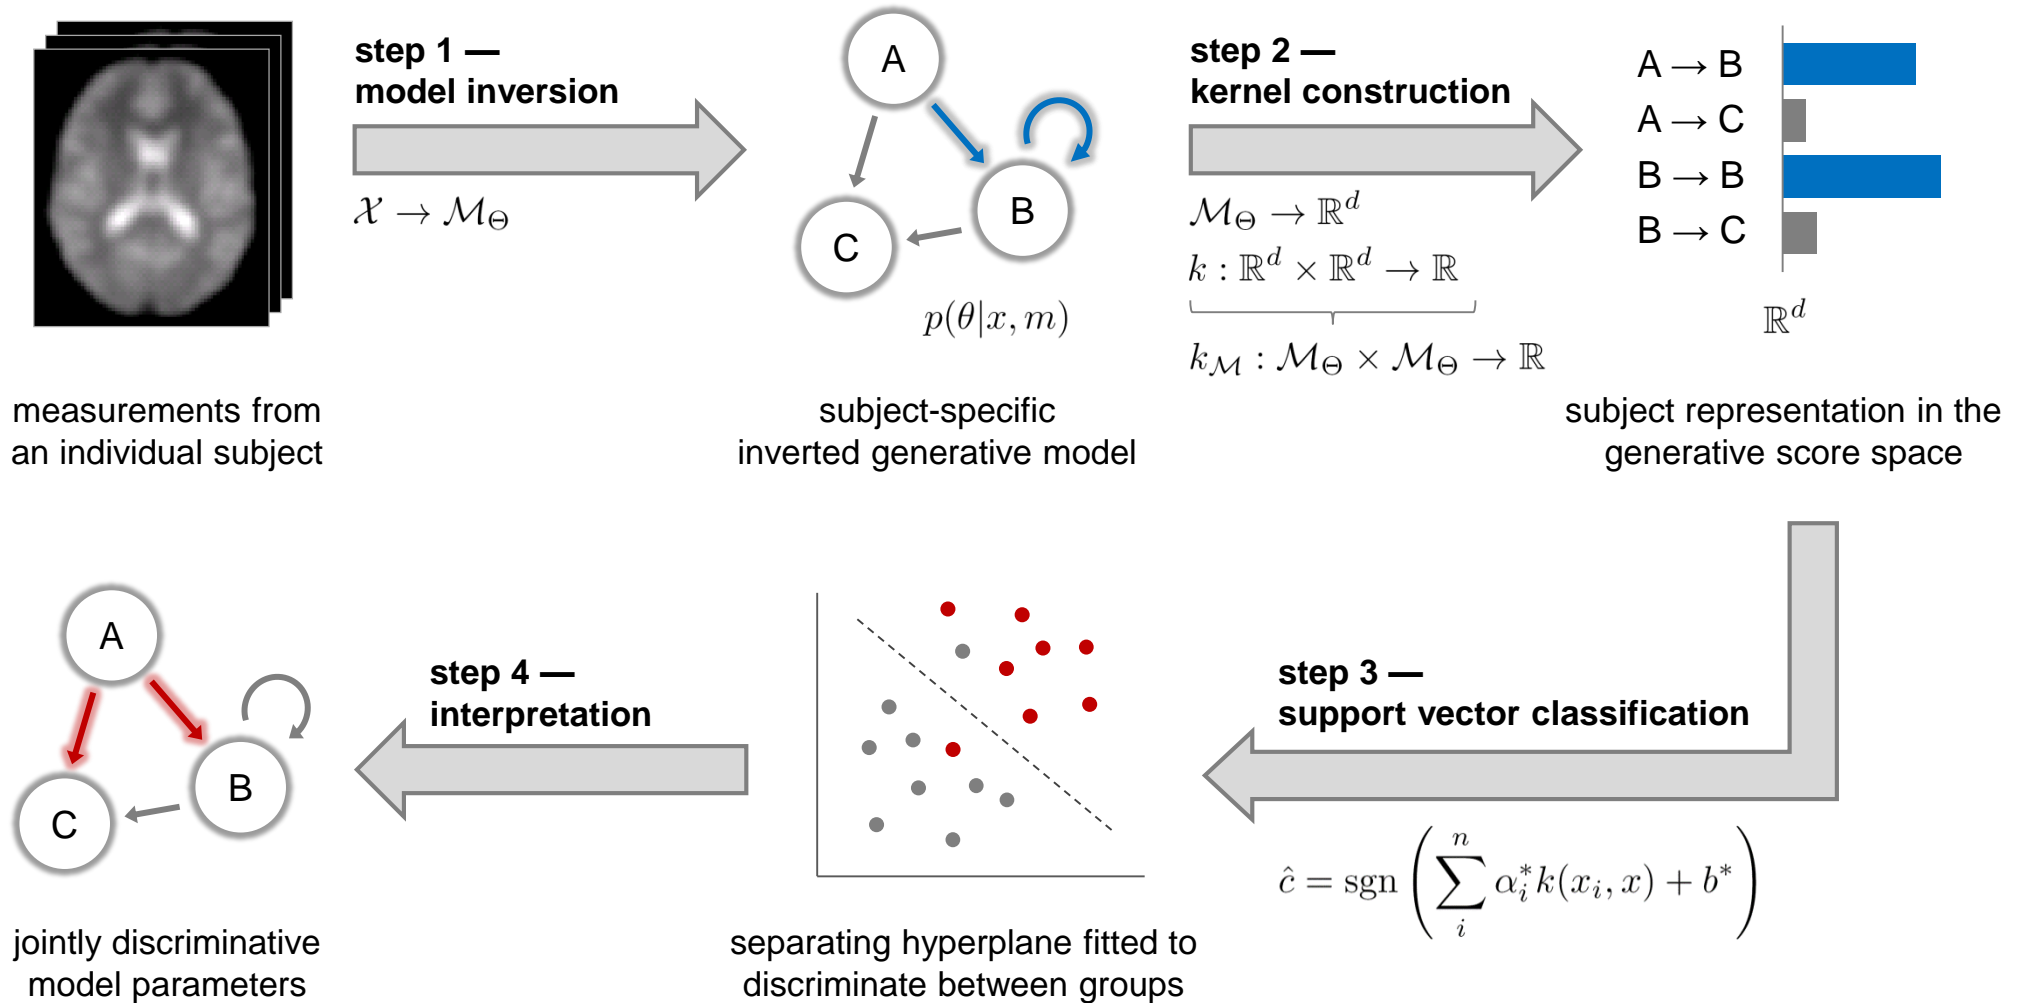 step 1 —
model inversion
𝒳 → ℳ_Θ
A
B
C
p(θ|x, m)
step 2 —
kernel construction
ℳ_Θ → ℝ^d
k : ℝ^d × ℝ^d → ℝ
k_ℳ : ℳ_Θ × ℳ_Θ → ℝ
A → B
A → C
B → B
B → C
ℝ^d
measurements from
an individual subject
subject-specific
inverted generative model
subject representation in the
generative score space
step 3 —
support vector classification
ĉ = sgn ( ∑_i^n α_i^* k(x_i, x) + b^* )
separating hyperplane fitted to
discriminate between groups
step 4 —
interpretation
A
B
C
jointly discriminative
model parameters